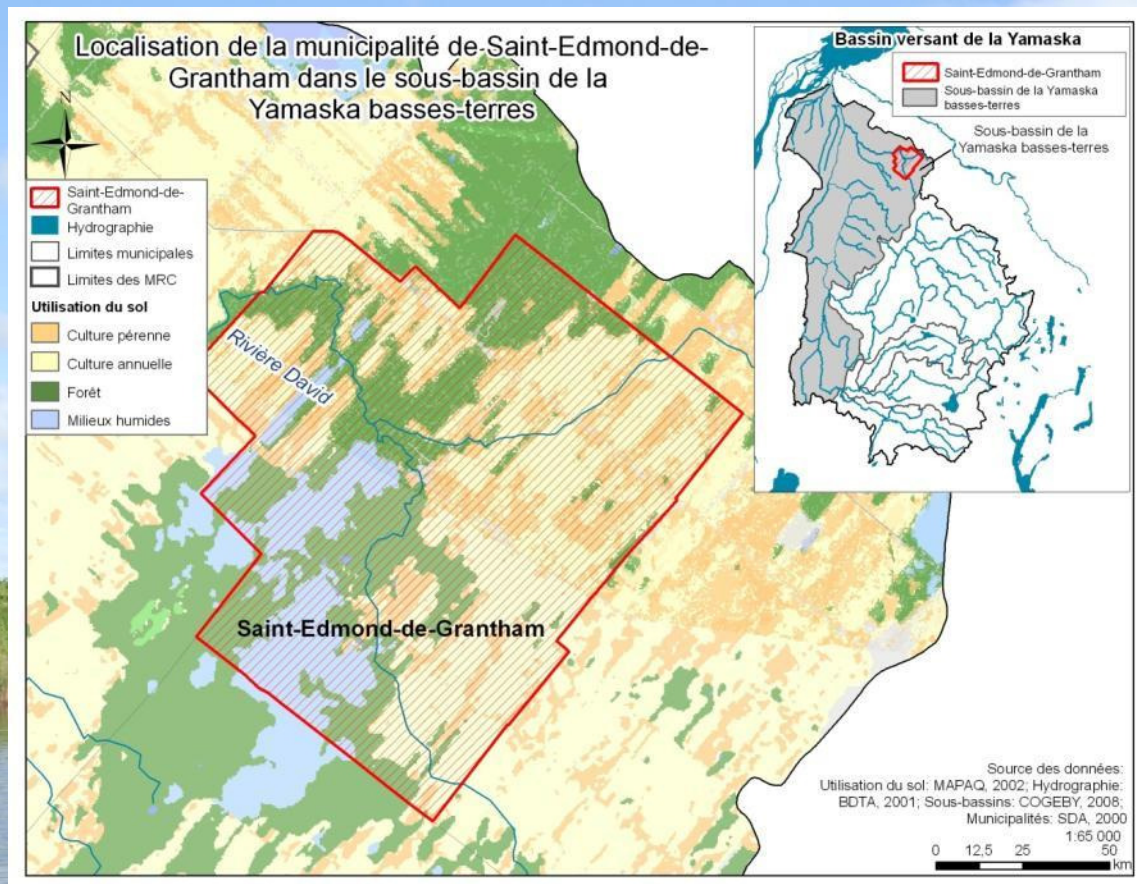 Localisation de la municipalité de Saint-Edmond-de-
Grantham dans le sous-bassin de la
Yamaska basses-terres
N
Saint-Edmond-de-
Grantham
Hydrographie
Limites municipales
Limites des MRC
Utilisation du sol
Culture pérenne
Culture annuelle
Forêt
Milieux humides
Rivière David
Saint-Edmond-de-Grantham
Bassin versant de la Yamaska
Saint-Edmond-de-Grantham
Sous-bassin de la Yamaska
basses-terres
Sous-bassin de la
Yamaska basses-terres
Source des données:
Utilisation du sol: MAPAQ, 2002; Hydrographie:
BDTA, 2001; Sous-bassins: COGEBY, 2008;
Municipalités: SDA, 2000
1:65 000
0 12,5 25 50
km